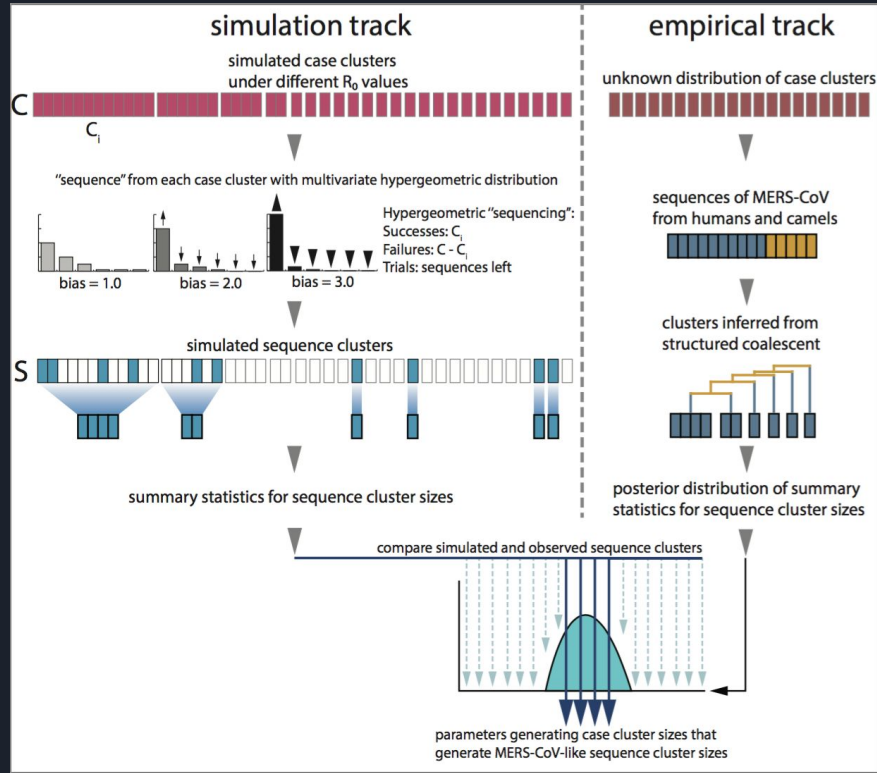 simulation track
simulated case clusters
under different R₀ values
C
Cᵢ
"sequence" from each case cluster with multivariate hypergeometric distribution
Hypergeometric "sequencing":
Successes: Cᵢ
Failures: C - Cᵢ
Trials: sequences left
bias = 1.0
bias = 2.0
bias = 3.0
simulated sequence clusters
S
summary statistics for sequence cluster sizes
empirical track
unknown distribution of case clusters
sequences of MERS-CoV
from humans and camels
clusters inferred from
structured coalescent
posterior distribution of summary
statistics for sequence cluster sizes
compare simulated and observed sequence clusters
parameters generating case cluster sizes that
generate MERS-CoV-like sequence cluster sizes